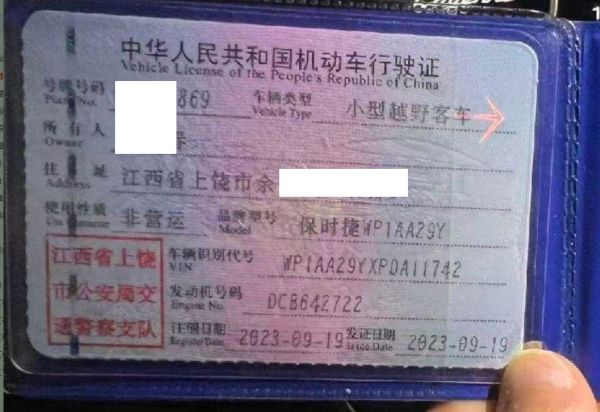 中华人民共和国机动车行驶证
Vehicle License of the People's Republic of China
号牌号码 869 车辆类型 小型越野客车
Plate No. Vehicle Type
所有人
Owner
住址 江西省上饶市余
Address
使用性质 非营运 品牌型号 保时捷WP1AA29Y
Use Character Model
江西省上饶 车辆识别代号 WP1AA29YXPDA11742
VIN
市公安局交 发动机号码 DCB642722
Engine No.
通警察支队 注册日期 2023-09-19 发证日期 2023-09-19
Register Date Issue Date